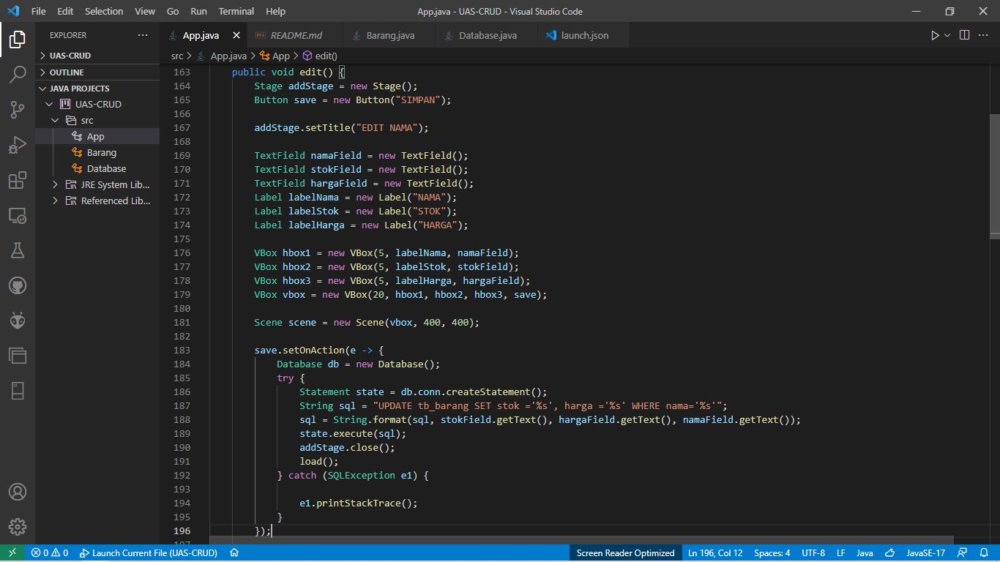 File Edit Selection View Go Run Terminal Help App.java - UAS-CRUD - Visual Studio Code
EXPLORER ···
App.java README.md Barang.java Database.java launch.json
UAS-CRUD
OUTLINE
JAVA PROJECTS
UAS-CRUD
src
App
Barang
Database
JRE System Lib...
Referenced Lib...
src > App.java > App > edit()
163 public void edit() {
164 Stage addStage = new Stage();
165 Button save = new Button("SIMPAN");
166
167 addStage.setTitle("EDIT NAMA");
168
169 TextField namaField = new TextField();
170 TextField stokField = new TextField();
171 TextField hargaField = new TextField();
172 Label labelNama = new Label("NAMA");
173 Label labelStok = new Label("STOK");
174 Label labelHarga = new Label("HARGA");
175
176 VBox hbox1 = new VBox(5, labelNama, namaField);
177 VBox hbox2 = new VBox(5, labelStok, stokField);
178 VBox hbox3 = new VBox(5, labelHarga, hargaField);
179 VBox vbox = new VBox(20, hbox1, hbox2, hbox3, save);
180
181 Scene scene = new Scene(vbox, 400, 400);
182
183 save.setOnAction(e -> {
184 Database db = new Database();
185 try {
186 Statement state = db.conn.createStatement();
187 String sql = "UPDATE tb_barang SET stok ='%s', harga ='%s' WHERE nama='%s'";
188 sql = String.format(sql, stokField.getText(), hargaField.getText(), namaField.getText());
189 state.execute(sql);
190 addStage.close();
191 load();
192 } catch (SQLException e1) {
193
194 e1.printStackTrace();
195 }
196 });
0 0 Launch Current File (UAS-CRUD) Screen Reader Optimized Ln 196, Col 12 Spaces: 4 UTF-8 LF Java JavaSE-17